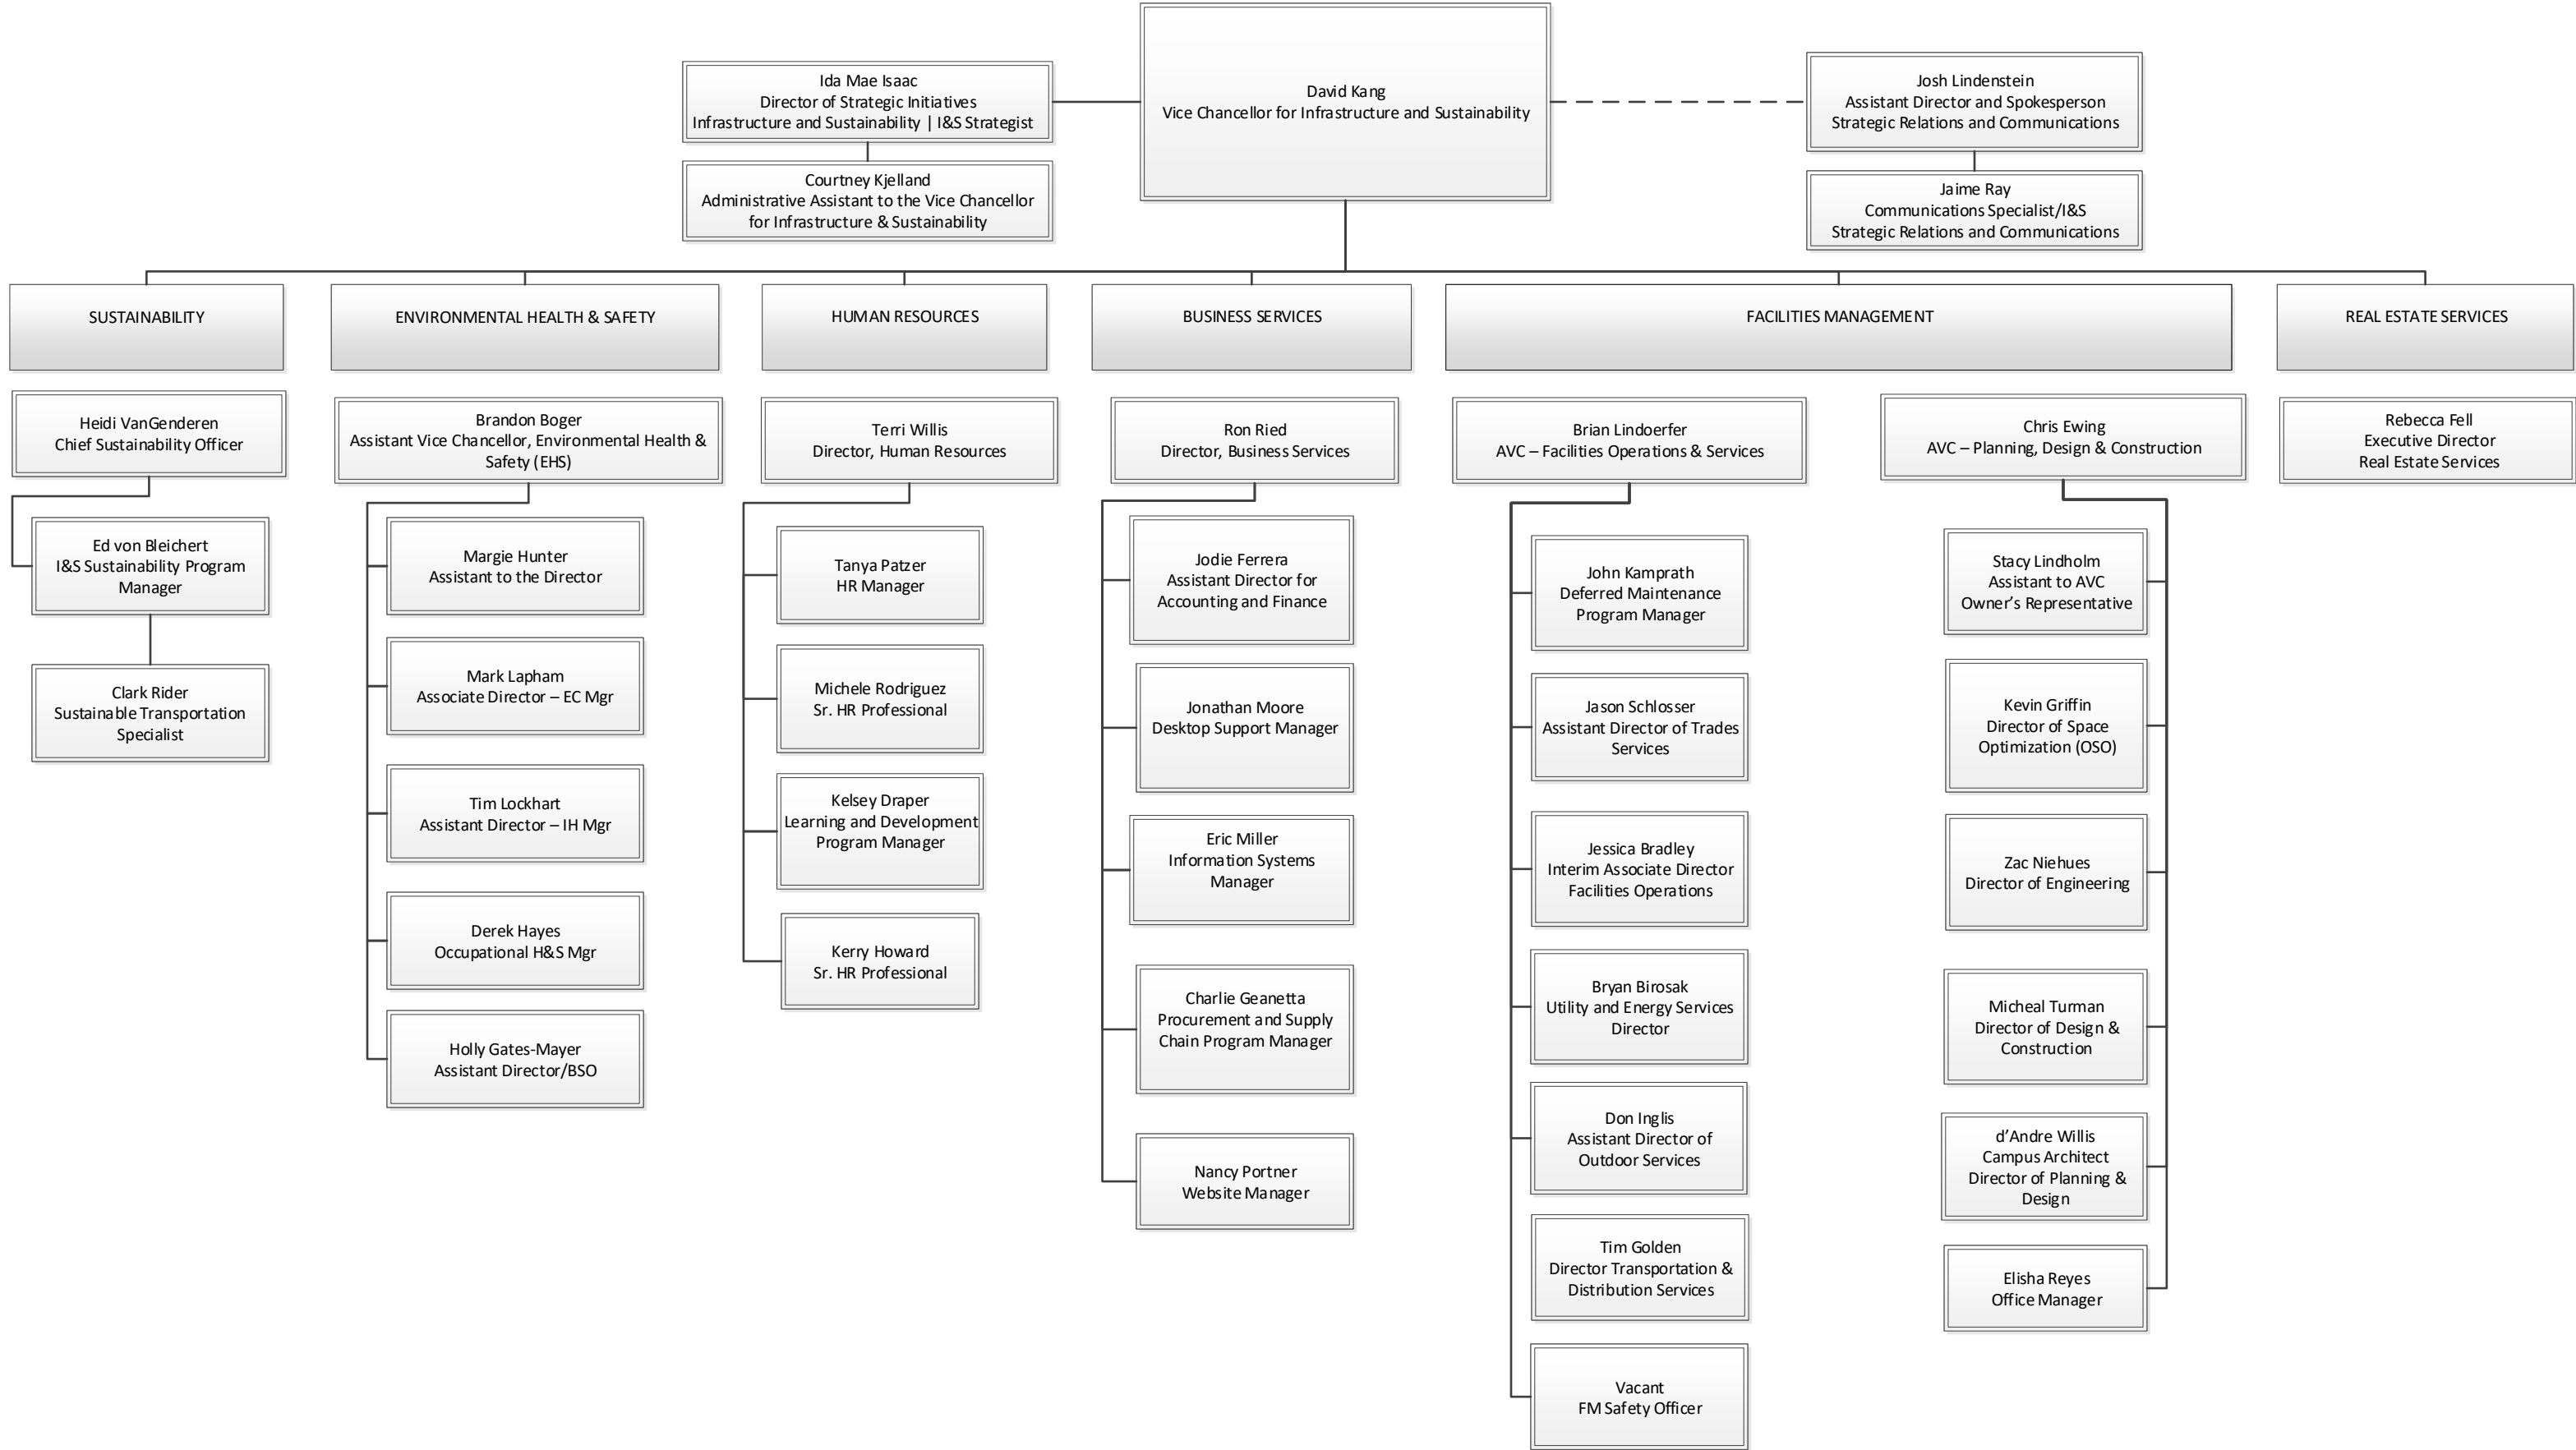 Ida Mae Isaac
Director of Strategic Initiatives
Infrastructure and Sustainability | I&S Strategist
Courtney Kjelland
Administrative Assistant to the Vice Chancellor
for Infrastructure & Sustainability
David Kang
Vice Chancellor for Infrastructure and Sustainability
Josh Lindenstein
Assistant Director and Spokesperson
Strategic Relations and Communications
Jaime Ray
Communications Specialist/I&S
Strategic Relations and Communications
SUSTAINABILITY
ENVIRONMENTAL HEALTH & SAFETY
HUMAN RESOURCES
BUSINESS SERVICES
FACILITIES MANAGEMENT
REAL ESTATE SERVICES
Heidi VanGenderen
Chief Sustainability Officer
Ed von Bleichert
I&S Sustainability Program
Manager
Clark Rider
Sustainable Transportation
Specialist
Brandon Boger
Assistant Vice Chancellor, Environmental Health &
Safety (EHS)
Margie Hunter
Assistant to the Director
Mark Lapham
Associate Director – EC Mgr
Tim Lockhart
Assistant Director – IH Mgr
Derek Hayes
Occupational H&S Mgr
Holly Gates-Mayer
Assistant Director/BSO
Terri Willis
Director, Human Resources
Tanya Patzer
HR Manager
Michele Rodriguez
Sr. HR Professional
Kelsey Draper
Learning and Development
Program Manager
Kerry Howard
Sr. HR Professional
Ron Ried
Director, Business Services
Jodie Ferrera
Assistant Director for
Accounting and Finance
Jonathan Moore
Desktop Support Manager
Eric Miller
Information Systems
Manager
Charlie Geanetta
Procurement and Supply
Chain Program Manager
Nancy Portner
Website Manager
Brian Lindoerfer
AVC – Facilities Operations & Services
John Kamprath
Deferred Maintenance
Program Manager
Jason Schlosser
Assistant Director of Trades
Services
Jessica Bradley
Interim Associate Director
Facilities Operations
Bryan Birosak
Utility and Energy Services
Director
Don Inglis
Assistant Director of
Outdoor Services
Tim Golden
Director Transportation &
Distribution Services
Vacant
FM Safety Officer
Chris Ewing
AVC – Planning, Design & Construction
Stacy Lindholm
Assistant to AVC
Owner’s Representative
Kevin Griffin
Director of Space
Optimization (OSO)
Zac Niehues
Director of Engineering
Micheal Turman
Director of Design &
Construction
d’Andre Willis
Campus Architect
Director of Planning &
Design
Elisha Reyes
Office Manager
Rebecca Fell
Executive Director
Real Estate Services